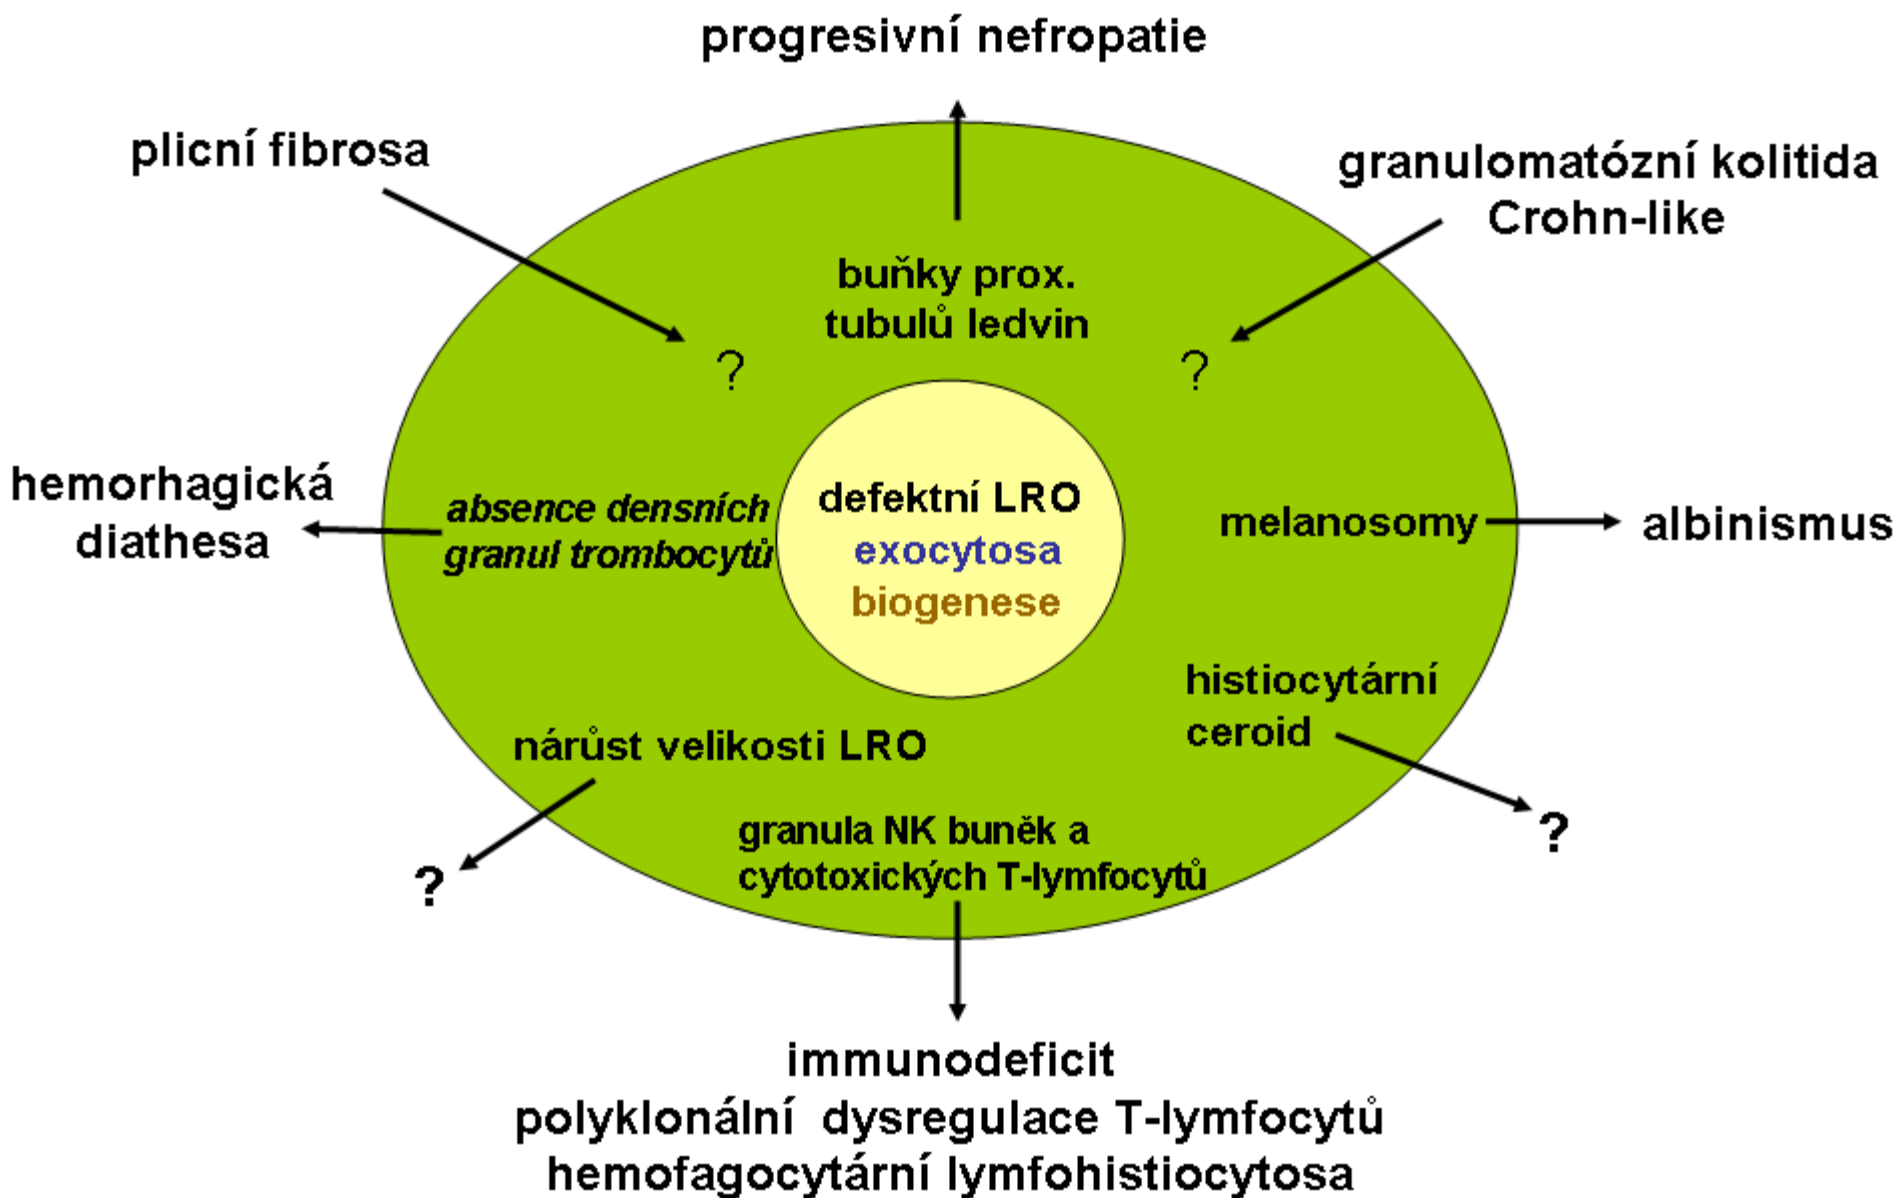 progresivní nefropatie
plicní fibrosa
granulomatózní kolitida
Crohn-like
buňky prox.
tubulů ledvin
?
?
hemorhagická
diathesa
absence densních
granul trombocytů
defektní LRO
exocytosa
biogenese
melanosomy
albinismus
histiocytární
ceroid
?
nárůst velikosti LRO
?
granula NK buněk a
cytotoxických T-lymfocytů
immunodeficit
polyklonální dysregulace T-lymfocytů
hemofagocytární lymfohistiocytosa